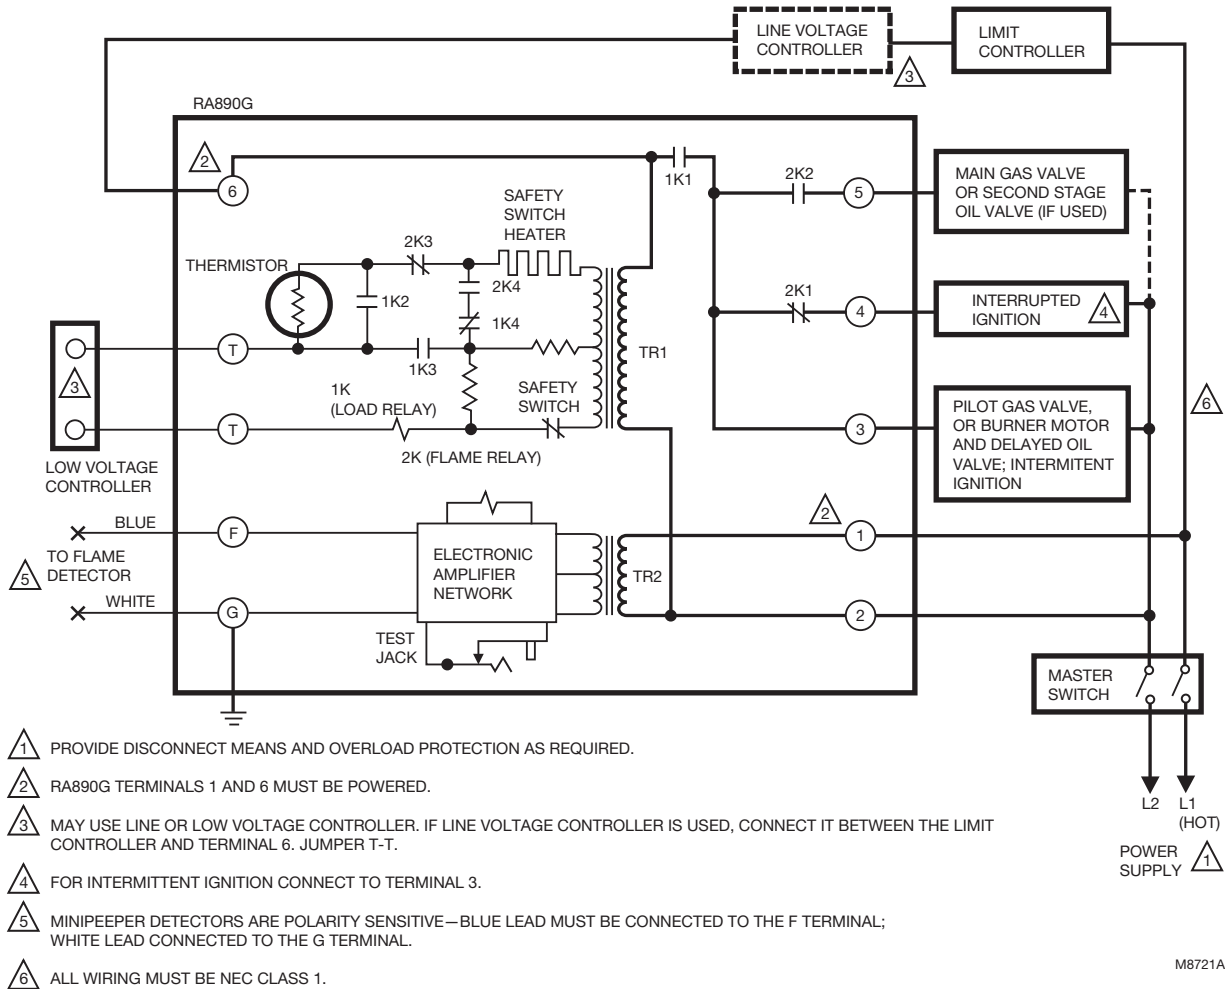 LINE VOLTAGE
CONTROLLER
LIMIT
CONTROLLER
3
RA890G
2
6
1K1
2K2
5
MAIN GAS VALVE
OR SECOND STAGE
OIL VALVE (IF USED)
SAFETY
SWITCH
HEATER
2K3
THERMISTOR
1K2
2K4
1K4
2K1
4
INTERRUPTED
IGNITION
4
T
1K3
TR1
3
1K
(LOAD RELAY)
SAFETY
SWITCH
T
2K (FLAME RELAY)
3
PILOT GAS VALVE,
OR BURNER MOTOR
AND DELAYED OIL
VALVE; INTERMITENT
IGNITION
6
LOW VOLTAGE
CONTROLLER
BLUE
F
5
TO FLAME
DETECTOR
WHITE
G
ELECTRONIC
AMPLIFIER
NETWORK
TR2
2
1
2
TEST
JACK
MASTER
SWITCH
L2
L1
(HOT)
POWER
SUPPLY
1
1 PROVIDE DISCONNECT MEANS AND OVERLOAD PROTECTION AS REQUIRED.
2 RA890G TERMINALS 1 AND 6 MUST BE POWERED.
3 MAY USE LINE OR LOW VOLTAGE CONTROLLER. IF LINE VOLTAGE CONTROLLER IS USED, CONNECT IT BETWEEN THE LIMIT
CONTROLLER AND TERMINAL 6. JUMPER T-T.
4 FOR INTERMITTENT IGNITION CONNECT TO TERMINAL 3.
5 MINIPEEPER DETECTORS ARE POLARITY SENSITIVE—BLUE LEAD MUST BE CONNECTED TO THE F TERMINAL;
WHITE LEAD CONNECTED TO THE G TERMINAL.
6 ALL WIRING MUST BE NEC CLASS 1.
M8721A